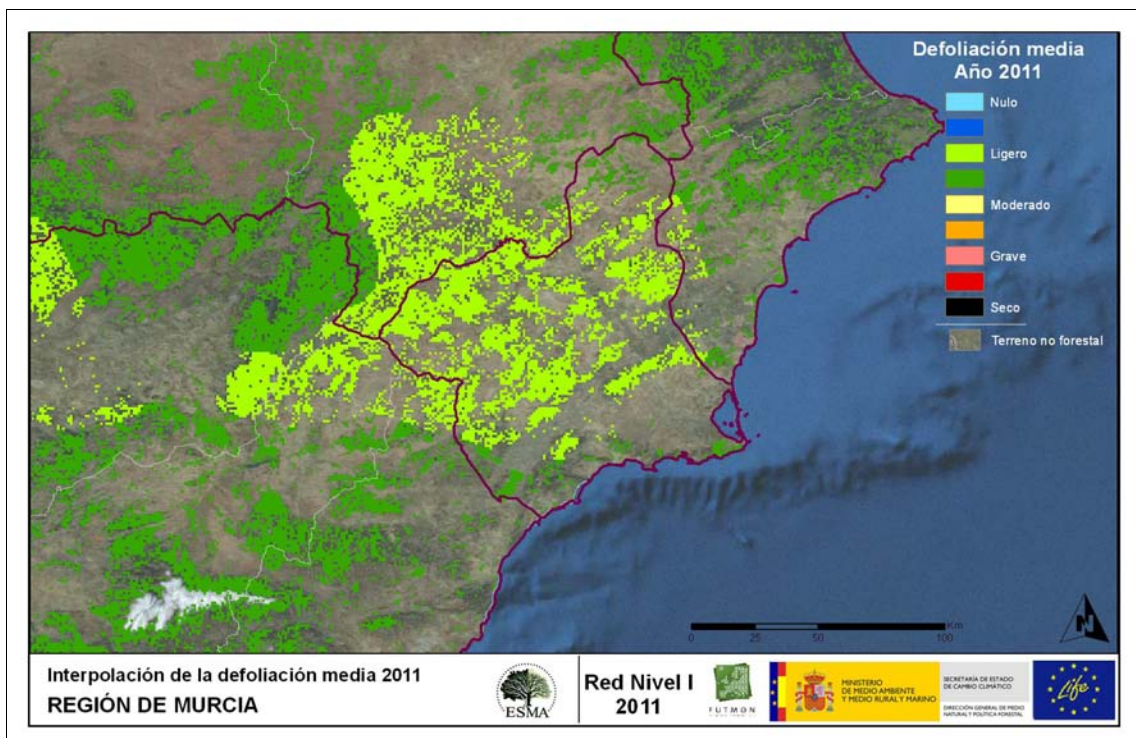 Defoliación media
Año 2011
Nulo
Ligero
Moderado
Grave
Seco
Terreno no forestal
Km
0 25 50 100
N
Interpolación de la defoliación media 2011
REGIÓN DE MURCIA
ESMA
Red Nivel I
2011
FUTMON
MINISTERIO
DE MEDIO AMBIENTE
Y MEDIO RURAL Y MARINO
SECRETARÍA DE ESTADO
DE CAMBIO CLIMÁTICO
DIRECCIÓN GENERAL DE MEDIO
NATURAL Y POLÍTICA FORESTAL
Life